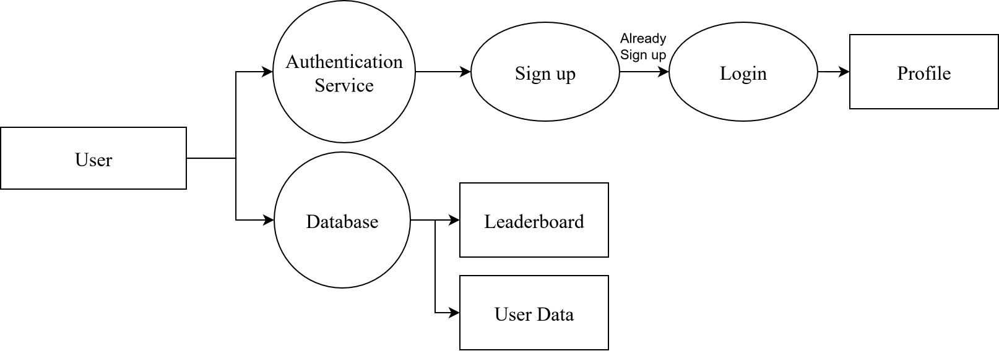 Authentication
Service
Sign up
Already
Sign up
Login
Profile
User
Database
Leaderboard
User Data